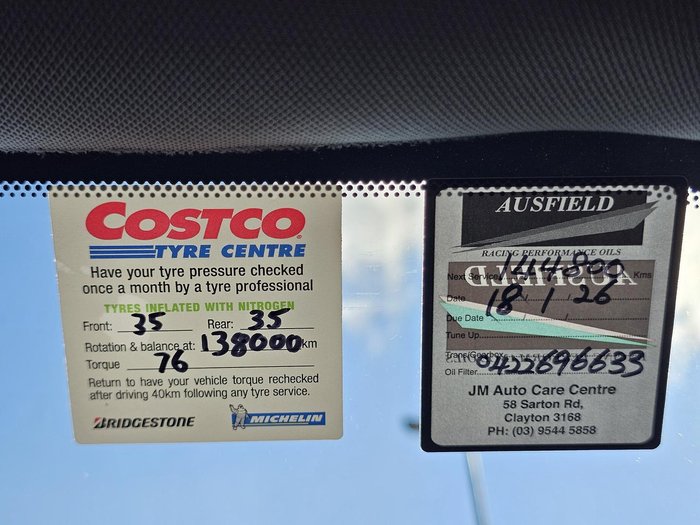 COSTCO
TYRE CENTRE
Have your tyre pressure checked
once a month by a tyre professional
TYRES INFLATED WITH NITROGEN
Front: 35 Rear: 35
Rotation & balance at: 138000 km
Torque 76
Return to have your vehicle torque rechecked
after driving 40km following any tyre service.
BRIDGESTONE MICHELIN
AUSFIELD
RACING PERFORMANCE OILS
Next Service 144800 Kms
Date 18/1/26
Due Date
Tune Up
Trans/Gearbox 0422696633
Oil Filter
JM Auto Care Centre
58 Sarton Rd,
Clayton 3168
PH: (03) 9544 5858